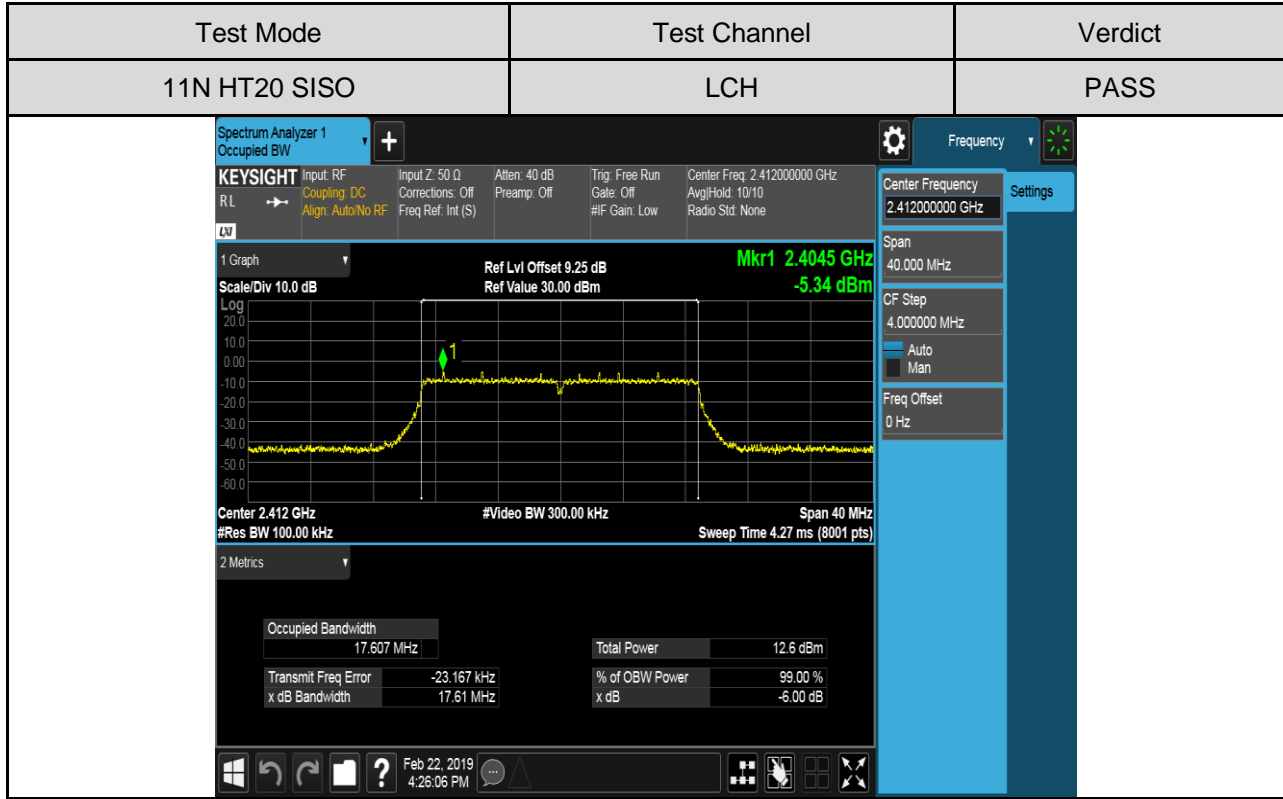 Test Mode Test Channel Verdict
11N HT20 SISO LCH PASS
Spectrum Analyzer 1
Occupied BW
+
Frequency
KEYSIGHT
RL
LXI
Input: RF
Coupling: DC
Align: Auto/No RF
Input Z: 50 Ω
Corrections: Off
Freq Ref: Int (S)
Atten: 40 dB
Preamp: Off
Trig: Free Run
Gate: Off
#IF Gain: Low
Center Freq: 2.412000000 GHz
Avg|Hold: 10/10
Radio Std: None
Center Frequency
2.412000000 GHz
Settings
Span
40.000 MHz
CF Step
4.000000 MHz
Auto
Man
Freq Offset
0 Hz
1 Graph
Scale/Div 10.0 dB
Ref Lvl Offset 9.25 dB
Ref Value 30.00 dBm
Mkr1 2.4045 GHz
-5.34 dBm
Log
20.0
10.0
0.00
-10.0
-20.0
-30.0
-40.0
-50.0
-60.0
1
Center 2.412 GHz #Video BW 300.00 kHz Span 40 MHz
#Res BW 100.00 kHz Sweep Time 4.27 ms (8001 pts)
2 Metrics
Occupied Bandwidth
17.607 MHz
Total Power 12.6 dBm
Transmit Freq Error -23.167 kHz % of OBW Power 99.00 %
x dB Bandwidth 17.61 MHz x dB -6.00 dB
?
Feb 22, 2019
4:26:06 PM